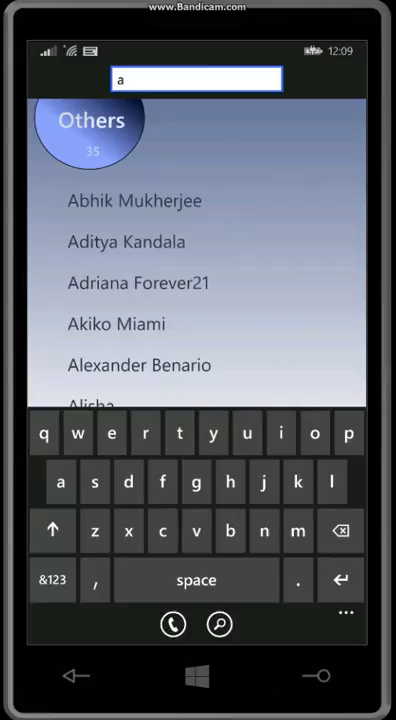 www.Bandicam.com
12:09
a
Others
35
Abhik Mukherjee
Aditya Kandala
Adriana Forever21
Akiko Miami
Alexander Benario
Alisha
q w e r t y u i o p
a s d f g h j k l
z x c v b n m
&123 , space .